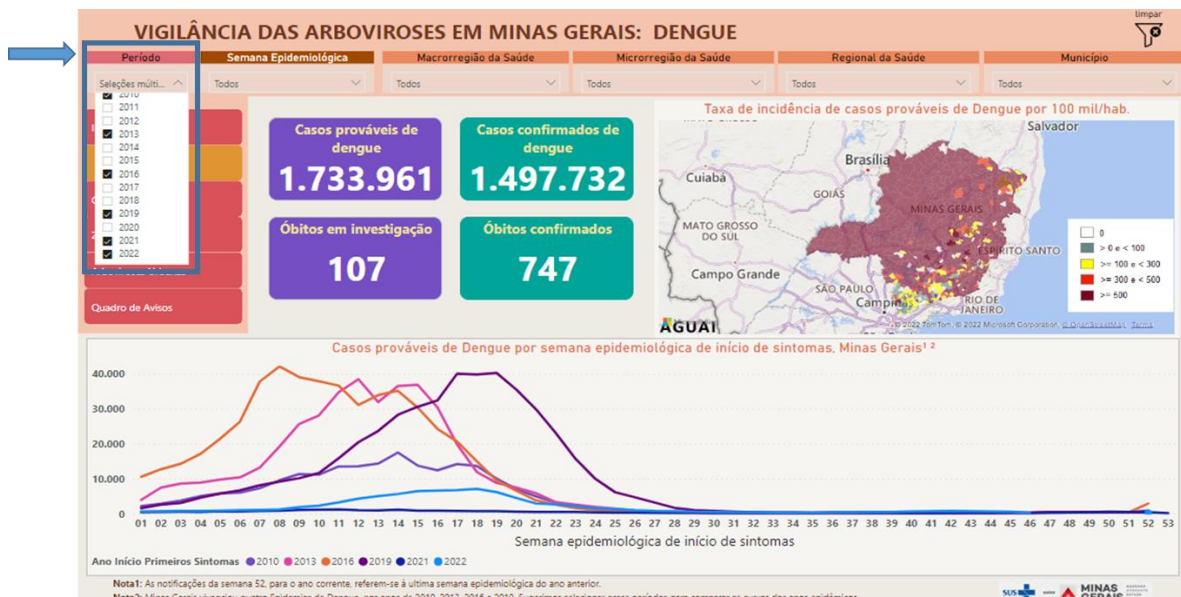 VIGILÂNCIA DAS ARBOVIROSES EM MINAS GERAIS: DENGUE
limpar
Período
Semana Epidemiológica
Macrorregião da Saúde
Microrregião da Saúde
Regional da Saúde
Município
Seleções múlti...
Todos
Todos
Todos
Todos
Todos
2010
2011
2012
2013
2014
2015
2016
2017
2018
2019
2020
2021
2022
Quadro de Avisos
Casos prováveis de
dengue
1.733.961
Casos confirmados de
dengue
1.497.732
Óbitos em investigação
107
Óbitos confirmados
747
Taxa de incidência de casos prováveis de Dengue por 100 mil/hab.
Salvador
Brasília
Cuiabá
GOIÁS
MINAS GERAIS
MATO GROSSO
DO SUL
ESPÍRITO SANTO
Campo Grande
SÃO PAULO
RIO DE
JANEIRO
AGUAÍ
0
> 0 e < 100
>= 100 e < 300
>= 300 e < 500
>= 500
© 2022 TomTom, © 2022 Microsoft Corporation, © OpenStreetMap Terms
Casos prováveis de Dengue por semana epidemiológica de início de sintomas, Minas Gerais¹ ²
40.000
30.000
20.000
10.000
0
01 02 03 04 05 06 07 08 09 10 11 12 13 14 15 16 17 18 19 20 21 22 23 24 25 26 27 28 29 30 31 32 33 34 35 36 37 38 39 40 41 42 43 44 45 46 47 48 49 50 51 52 53
Semana epidemiológica de início de sintomas
Ano Início Primeiros Sintomas 2010 2013 2016 2019 2021 2022
Nota1: As notificações da semana 52, para o ano corrente, referem-se à ultima semana epidemiológica do ano anterior.
SUS
MINAS
GERAIS